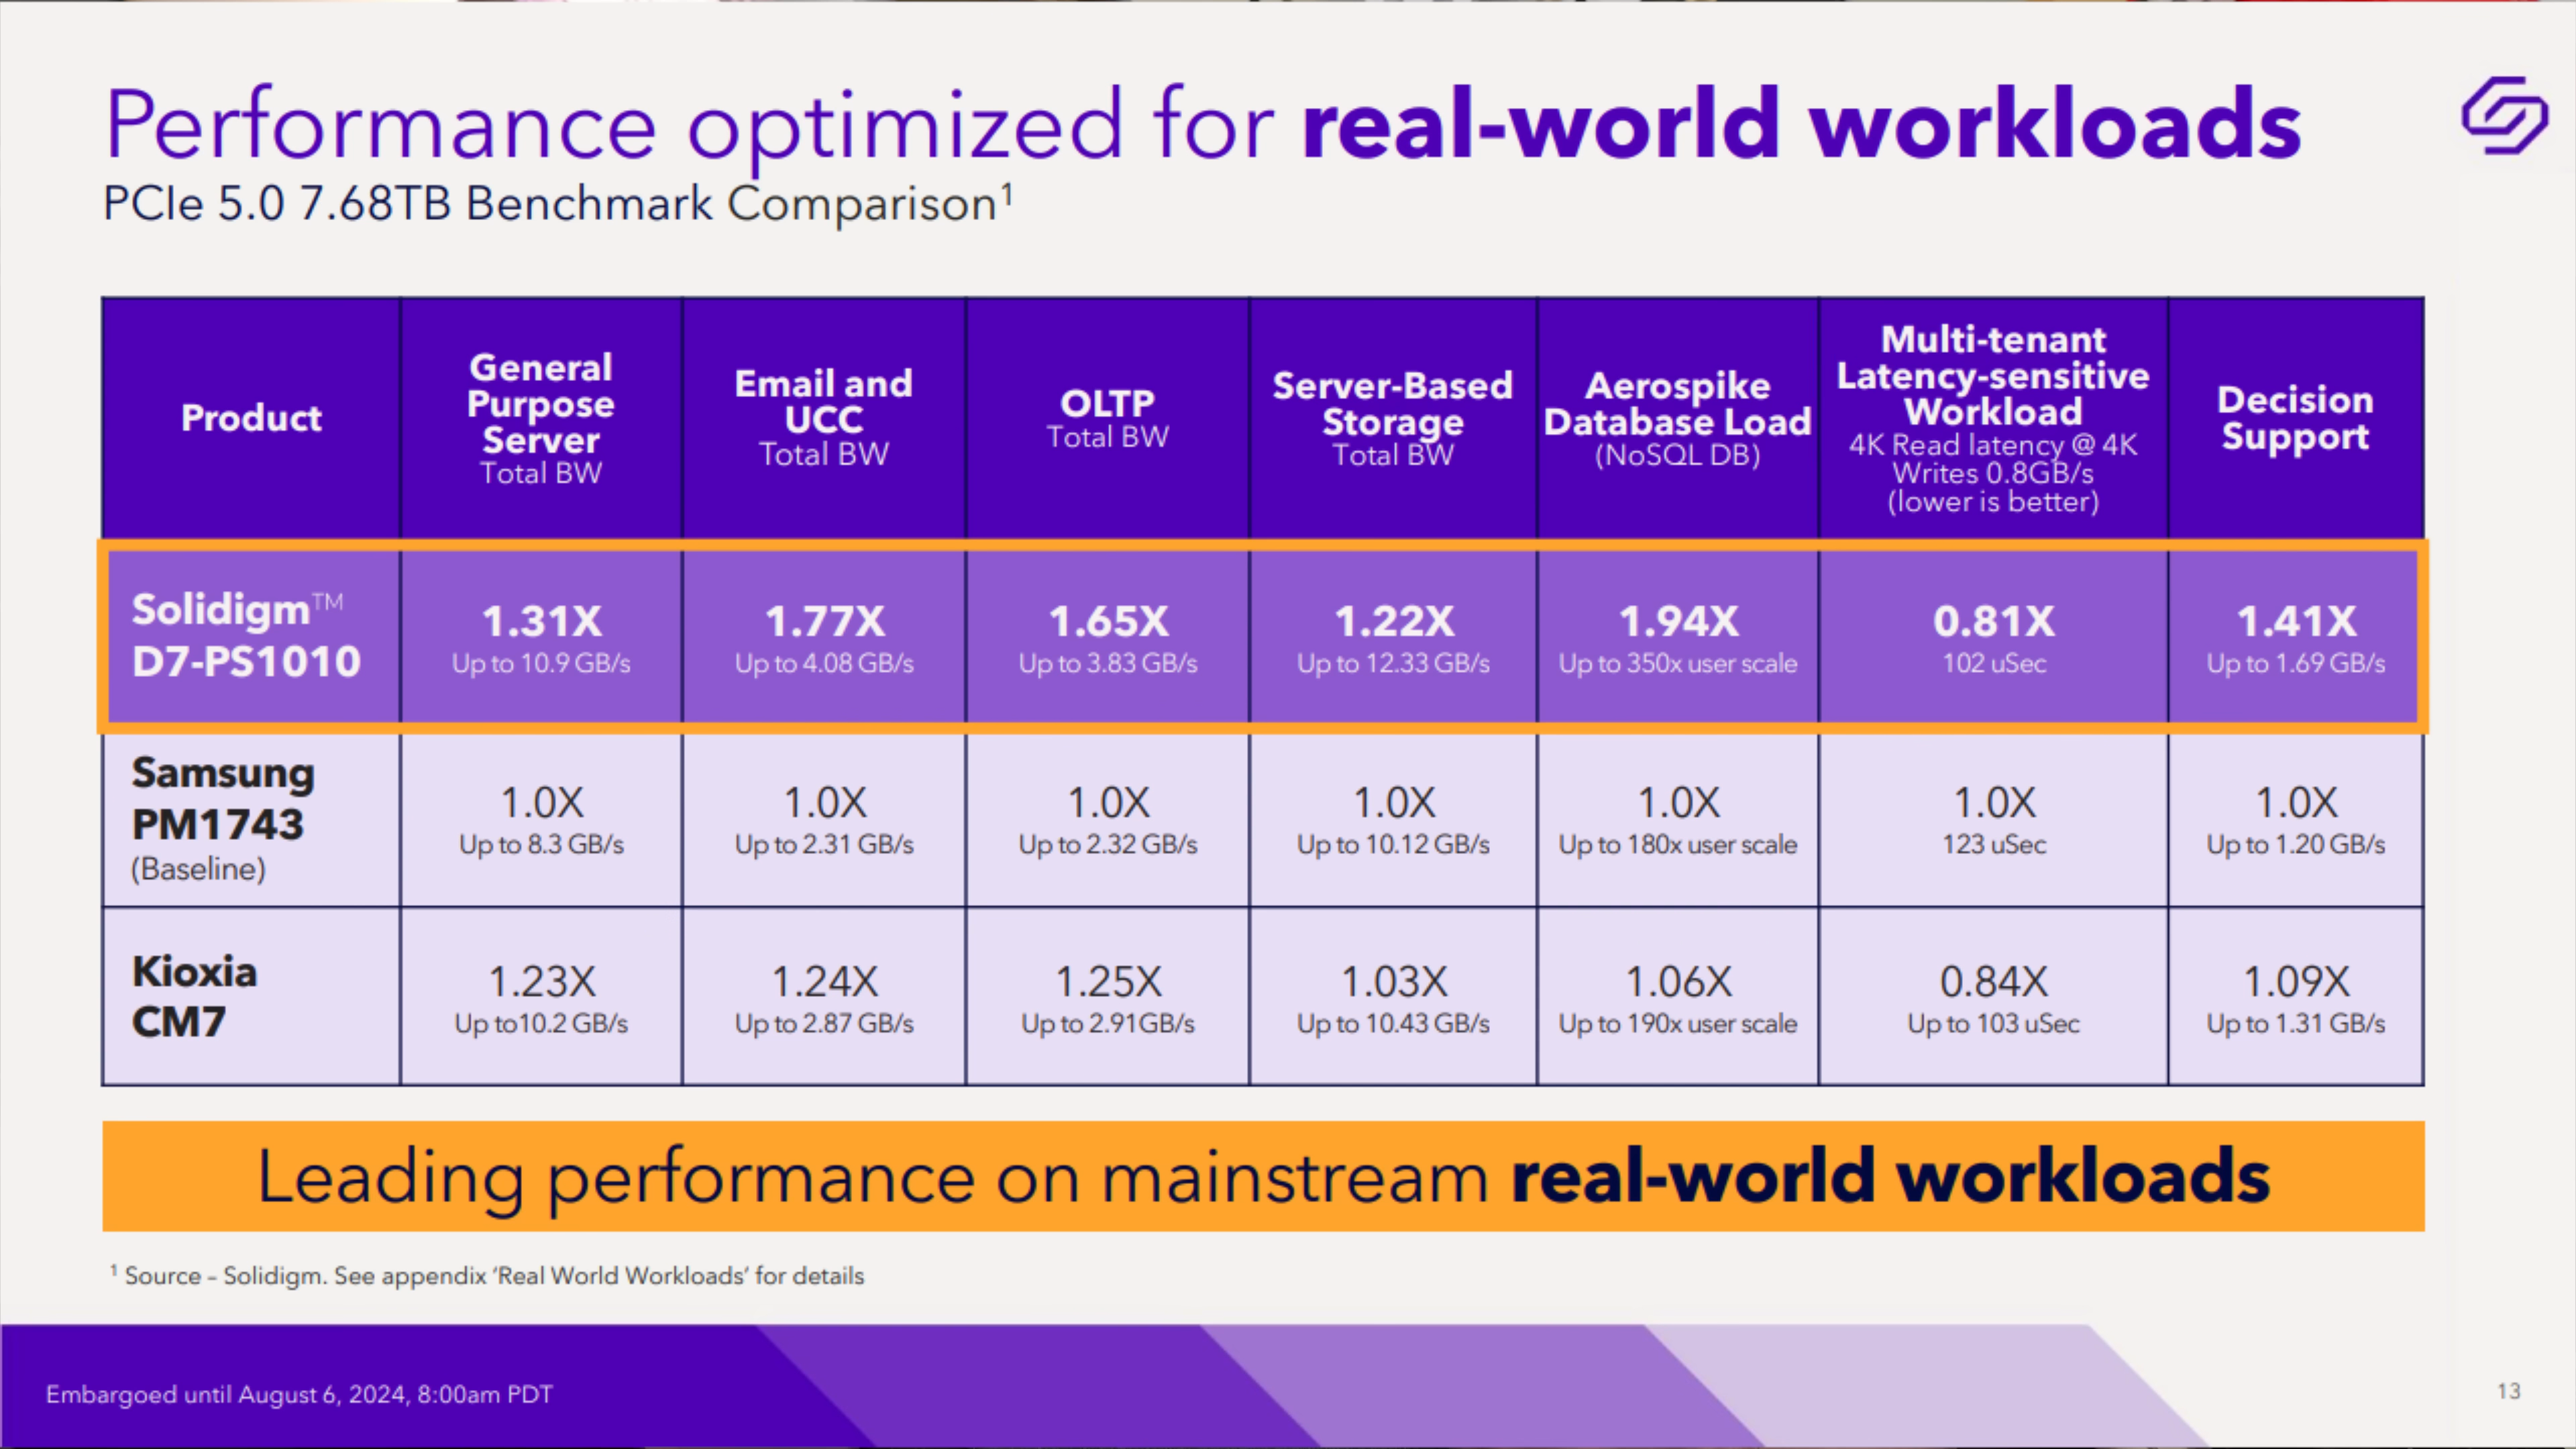 Performance optimized for real-world workloads
PCIe 5.0 7.68TB Benchmark Comparison¹
Product
General
Purpose
Server
Total BW
Email and
UCC
Total BW
OLTP
Total BW
Server-Based
Storage
Total BW
Aerospike
Database Load
(NoSQL DB)
Multi-tenant
Latency-sensitive
Workload
4K Read latency @ 4K
Writes 0.8GB/s
(lower is better)
Decision
Support
Solidigm™
D7-PS1010
1.31X
Up to 10.9 GB/s
1.77X
Up to 4.08 GB/s
1.65X
Up to 3.83 GB/s
1.22X
Up to 12.33 GB/s
1.94X
Up to 350x user scale
0.81X
102 uSec
1.41X
Up to 1.69 GB/s
Samsung
PM1743
(Baseline)
1.0X
Up to 8.3 GB/s
1.0X
Up to 2.31 GB/s
1.0X
Up to 2.32 GB/s
1.0X
Up to 10.12 GB/s
1.0X
Up to 180x user scale
1.0X
123 uSec
1.0X
Up to 1.20 GB/s
Kioxia
CM7
1.23X
Up to10.2 GB/s
1.24X
Up to 2.87 GB/s
1.25X
Up to 2.91GB/s
1.03X
Up to 10.43 GB/s
1.06X
Up to 190x user scale
0.84X
Up to 103 uSec
1.09X
Up to 1.31 GB/s
Leading performance on mainstream real-world workloads
¹ Source – Solidigm. See appendix ‘Real World Workloads’ for details
Embargoed until August 6, 2024, 8:00am PDT
13